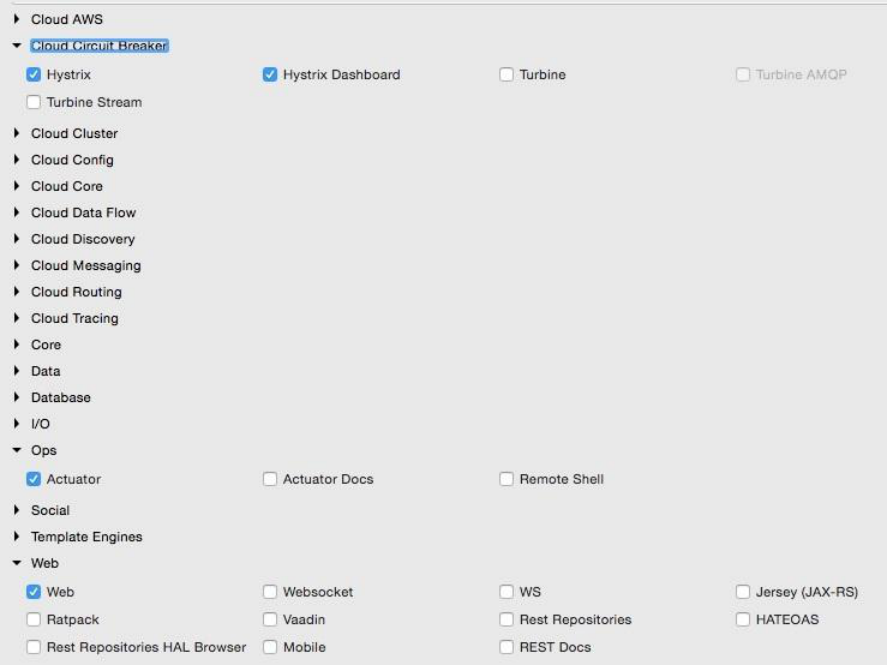 Cloud AWS
Cloud Circuit Breaker
Hystrix Hystrix Dashboard Turbine Turbine AMQP
Turbine Stream
Cloud Cluster
Cloud Config
Cloud Core
Cloud Data Flow
Cloud Discovery
Cloud Messaging
Cloud Routing
Cloud Tracing
Core
Data
Database
I/O
Ops
Actuator Actuator Docs Remote Shell
Social
Template Engines
Web
Web Websocket WS Jersey (JAX-RS)
Ratpack Vaadin Rest Repositories HATEOAS
Rest Repositories HAL Browser Mobile REST Docs